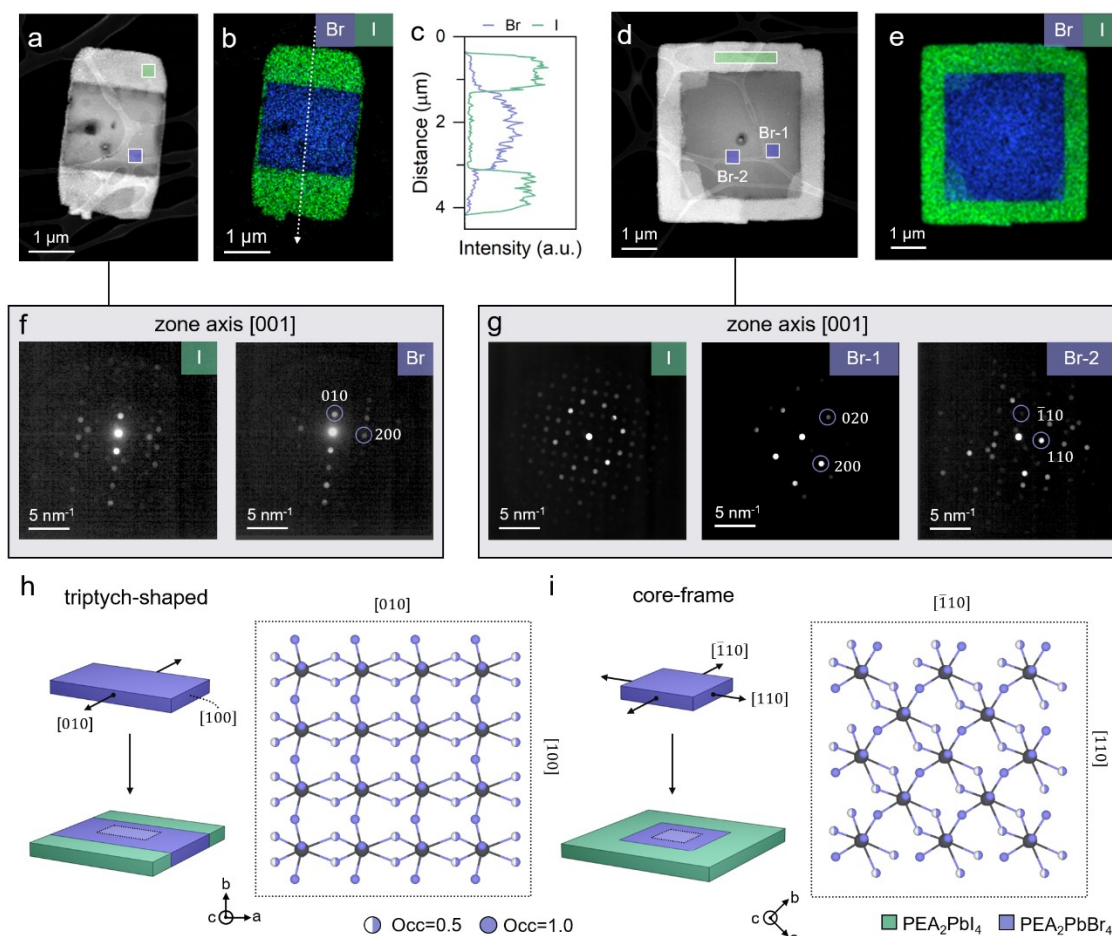 a
1 µm
b
Br I
1 µm
c
Br I
0
2
4
Distance (µm)
Intensity (a.u.)
d
Br-1
Br-2
1 µm
e
Br I
1 µm
f
zone axis [001]
I
5 nm⁻¹
Br
010
200
5 nm⁻¹
g
zone axis [001]
I
5 nm⁻¹
Br-1
020
200
5 nm⁻¹
Br-2
1̅10
110
5 nm⁻¹
h
triptych-shaped
[010]
[100]
[010]
[100]
b
c a
Occ=0.5 Occ=1.0
i
core-frame
[1̅10]
[110]
[1̅10]
[110]
b
c
PEA₂PbI₄ PEA₂PbBr₄